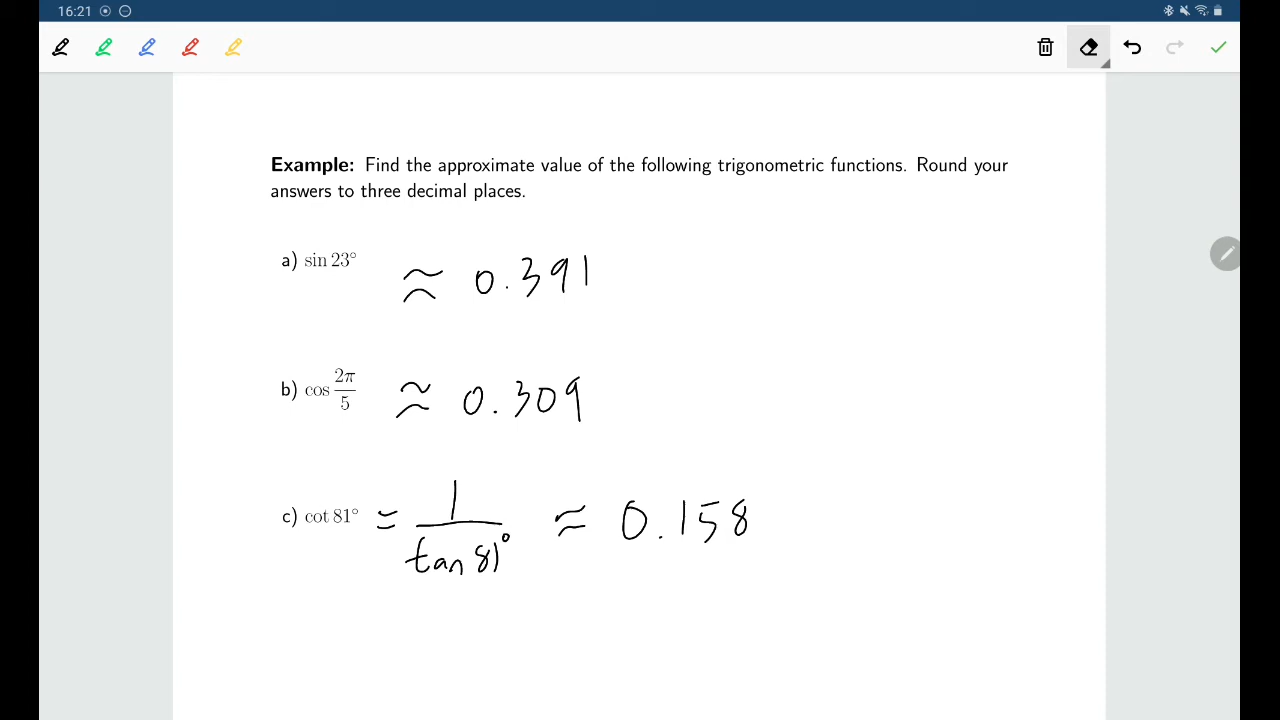 16:21
Example: Find the approximate value of the following trigonometric functions. Round your
answers to three decimal places.
a) sin 23° ≈ 0.391
b) cos 2π/5 ≈ 0.309
c) cot 81° = 1/tan 81° ≈ 0.158